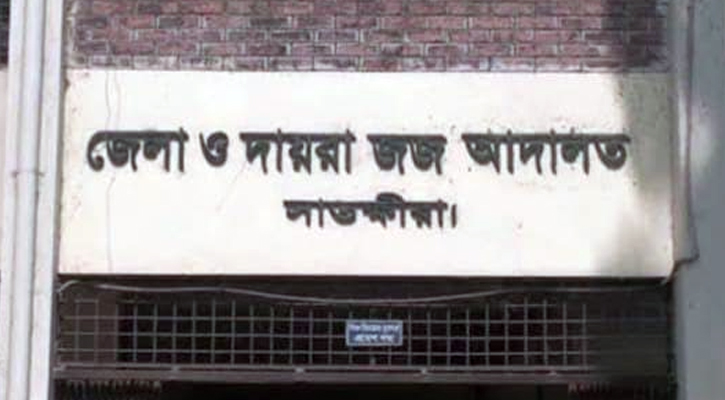 জেলা ও দায়রা জজ আদালত
সাতক্ষীরা।